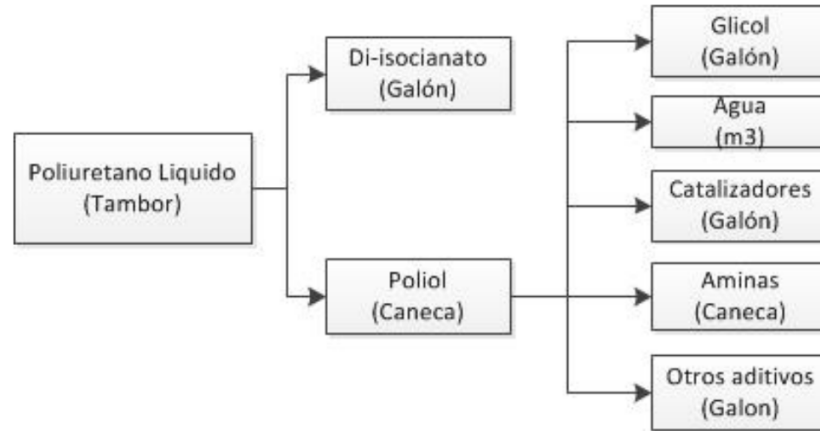 Poliuretano Liquido
(Tambor)
Di-isocianato
(Galón)
Poliol
(Caneca)
Glicol
(Galón)
Agua
(m3)
Catalizadores
(Galón)
Aminas
(Caneca)
Otros aditivos
(Galon)